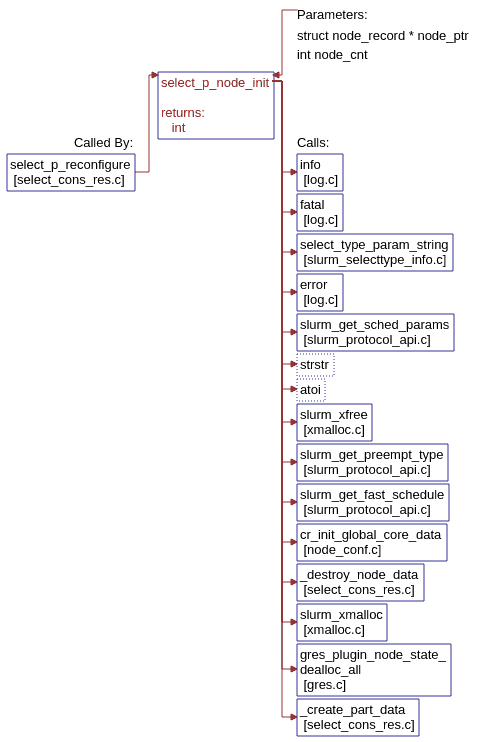 Parameters:
struct node_record * node_ptr
int node_cnt
select_p_node_init
returns:
int
Called By:
select_p_reconfigure
[select_cons_res.c]
Calls:
info
[log.c]
fatal
[log.c]
select_type_param_string
[slurm_selecttype_info.c]
error
[log.c]
slurm_get_sched_params
[slurm_protocol_api.c]
strstr
atoi
slurm_xfree
[xmalloc.c]
slurm_get_preempt_type
[slurm_protocol_api.c]
slurm_get_fast_schedule
[slurm_protocol_api.c]
cr_init_global_core_data
[node_conf.c]
_destroy_node_data
[select_cons_res.c]
slurm_xmalloc
[xmalloc.c]
gres_plugin_node_state_
dealloc_all
[gres.c]
_create_part_data
[select_cons_res.c]